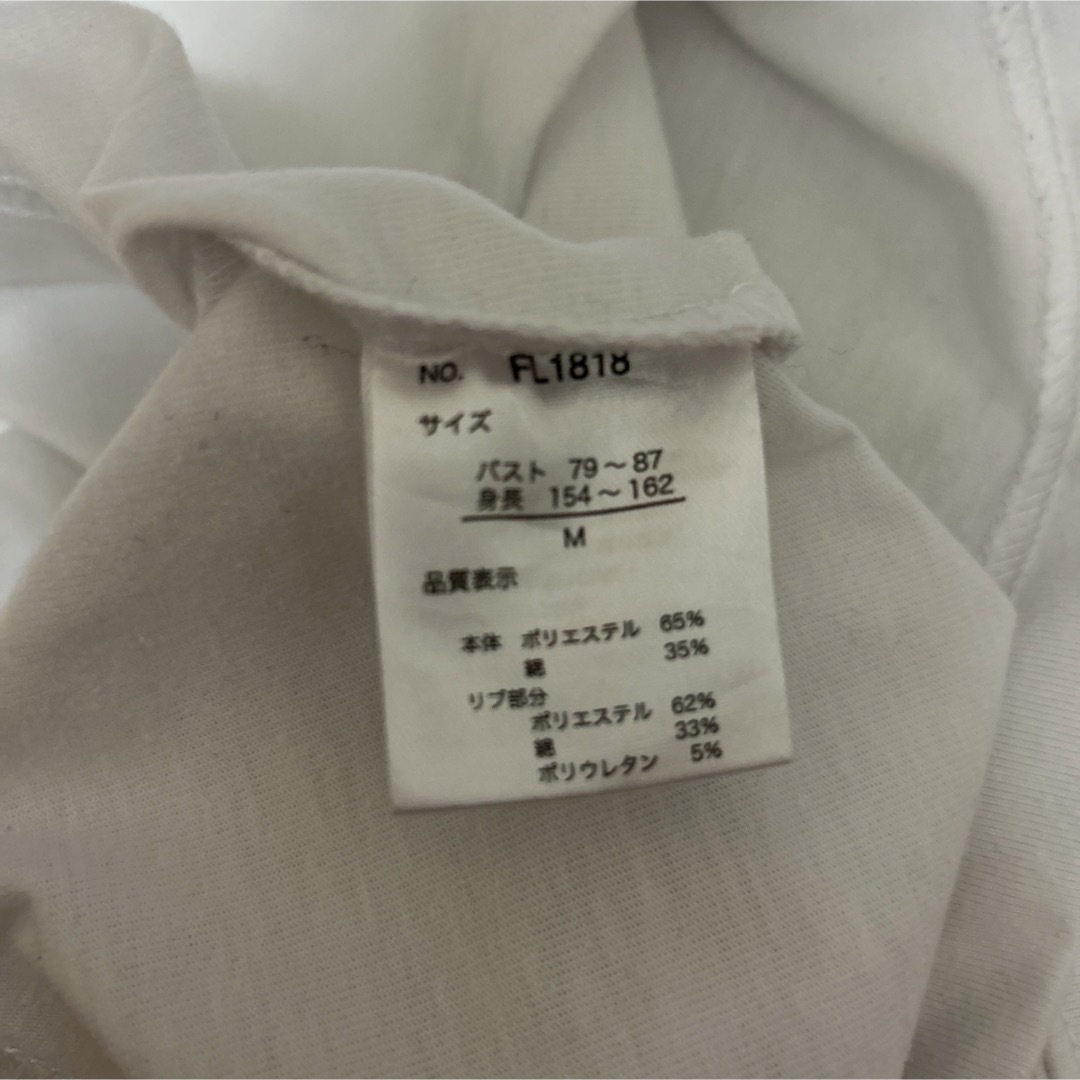 NO. FL1818
サイズ
バスト 79～87
身長 154～162
M
品質表示
本体 ポリエステル 65%
綿 35%
リブ部分
ポリエステル 62%
綿 33%
ポリウレタン 5%